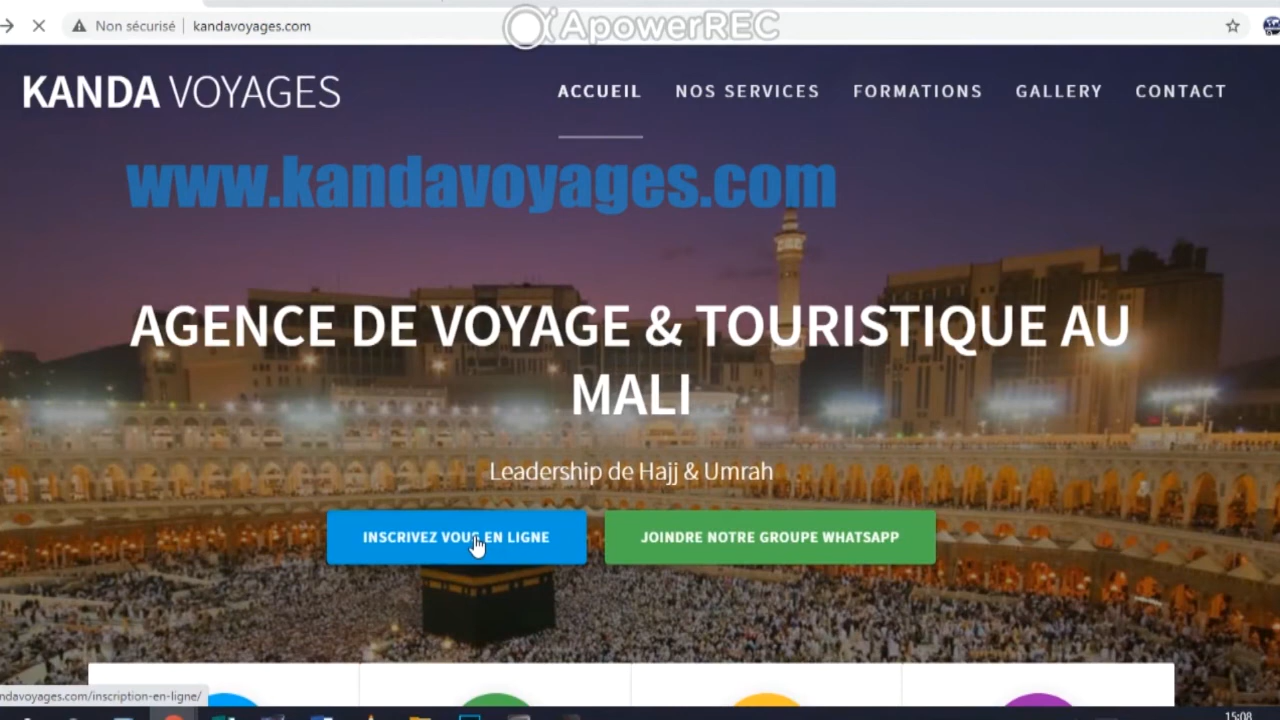 Non sécurisé
kandavoyages.com
ApowerREC
KANDA VOYAGES
ACCUEIL
NOS SERVICES
FORMATIONS
GALLERY
CONTACT
www.kandavoyages.com
AGENCE DE VOYAGE & TOURISTIQUE AU
MALI
Leadership de Hajj & Umrah
INSCRIVEZ VOUS EN LIGNE
JOINDRE NOTRE GROUPE WHATSAPP
ndavoyages.com/inscription-en-ligne/
15:08